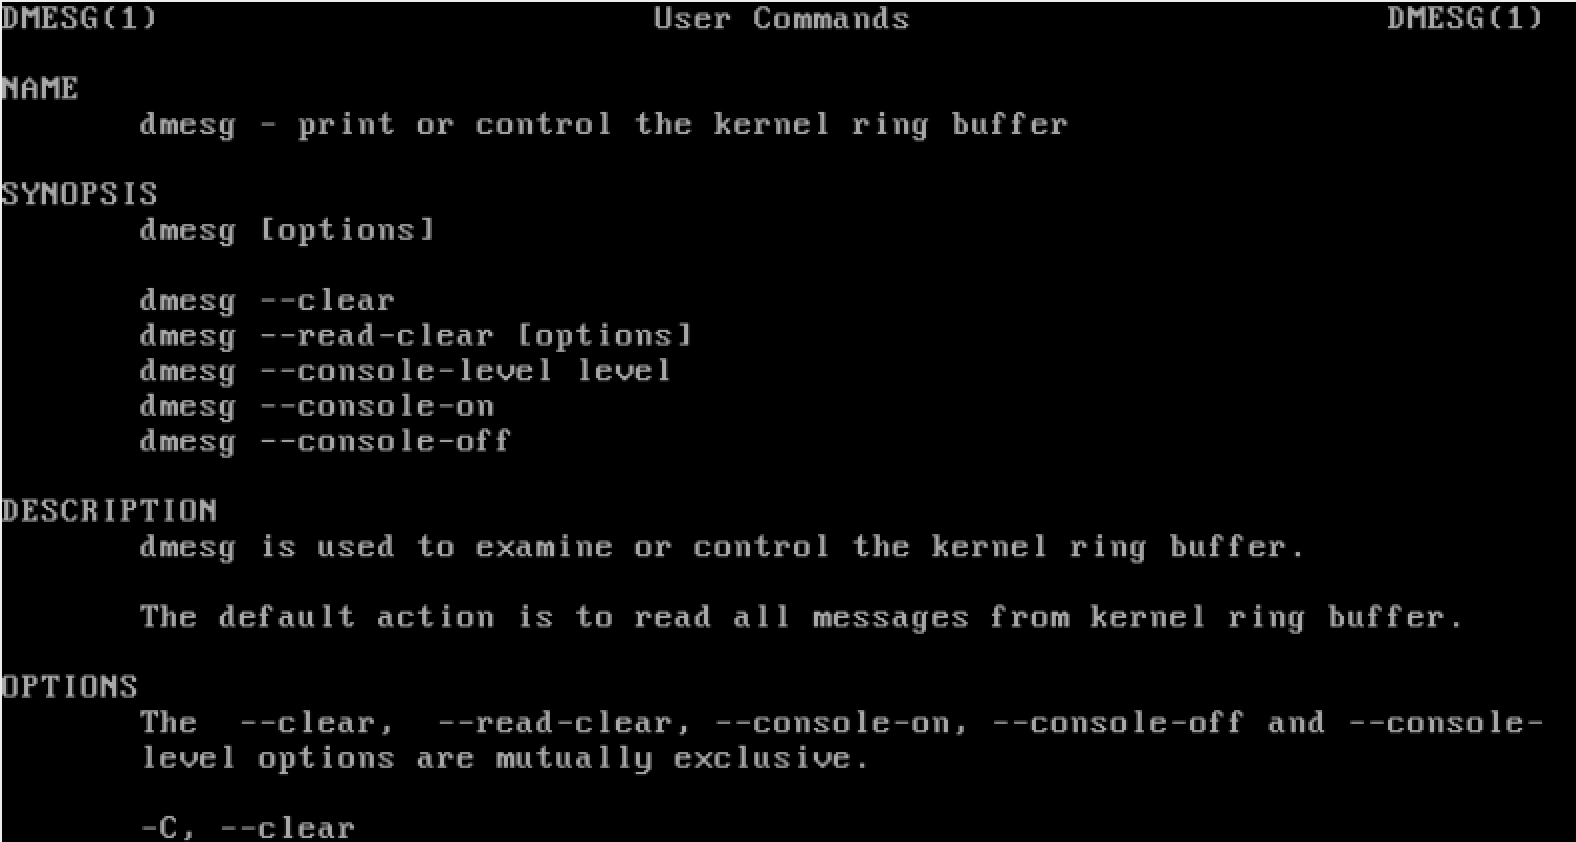 DMESG(1) User Commands DMESG(1)
NAME
dmesg - print or control the kernel ring buffer
SYNOPSIS
dmesg [options]
dmesg --clear
dmesg --read-clear [options]
dmesg --console-level level
dmesg --console-on
dmesg --console-off
DESCRIPTION
dmesg is used to examine or control the kernel ring buffer.
The default action is to read all messages from kernel ring buffer.
OPTIONS
The --clear, --read-clear, --console-on, --console-off and --console-
level options are mutually exclusive.
-C, --clear